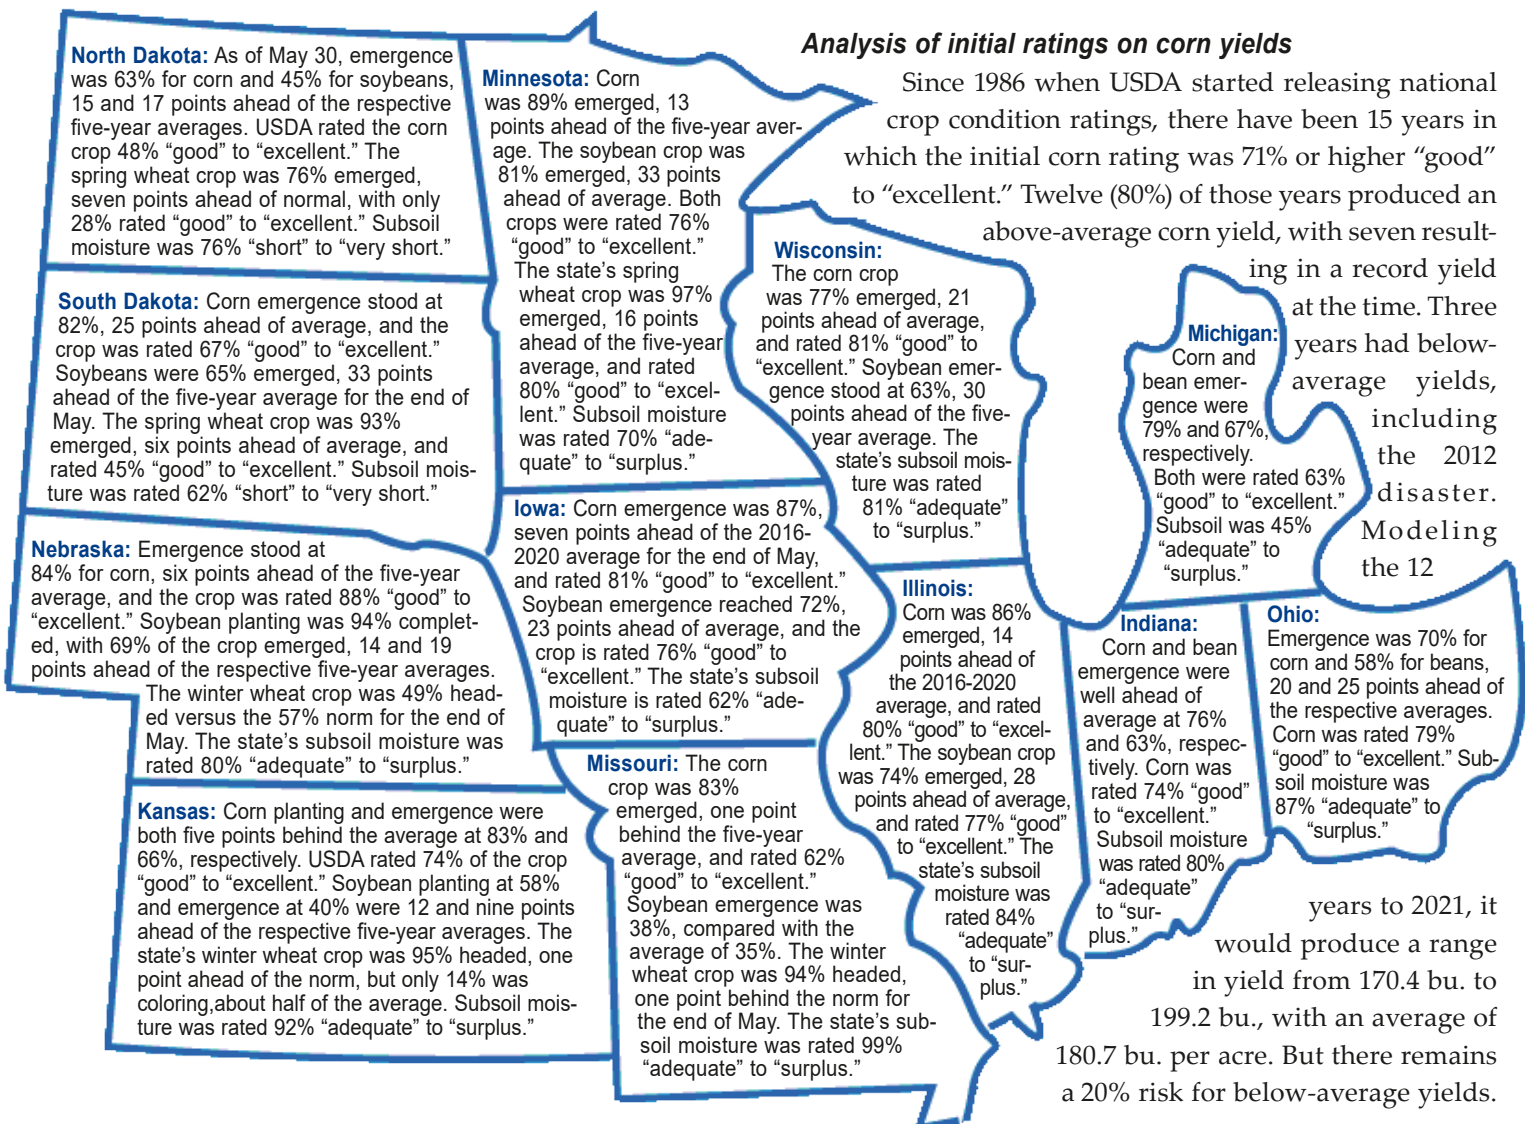 North Dakota: As of May 30, emergence
was 63% for corn and 45% for soybeans,
15 and 17 points ahead of the respective
five-year averages. USDA rated the corn
crop 48% “good” to “excellent.” The
spring wheat crop was 76% emerged,
seven points ahead of normal, with only
28% rated “good” to “excellent.” Subsoil
moisture was 76% “short” to “very short.”
South Dakota: Corn emergence stood at
82%, 25 points ahead of average, and the
crop was rated 67% “good” to “excellent.”
Soybeans were 65% emerged, 33 points
ahead of the five-year average for the end of
May. The spring wheat crop was 93%
emerged, six points ahead of average, and
rated 45% “good” to “excellent.” Subsoil mois-
ture was rated 62% “short” to “very short.”
Nebraska: Emergence stood at
84% for corn, six points ahead of the five-year
average, and the crop was rated 88% “good” to
“excellent.” Soybean planting was 94% complet-
ed, with 69% of the crop emerged, 14 and 19
points ahead of the respective five-year averages.
The winter wheat crop was 49% head-
ed versus the 57% norm for the end of
May. The state’s subsoil moisture was
rated 80% “adequate” to “surplus.”
Kansas: Corn planting and emergence were
both five points behind the average at 83% and
66%, respectively. USDA rated 74% of the crop
“good” to “excellent.” Soybean planting at 58%
and emergence at 40% were 12 and nine points
ahead of the respective five-year averages. The
state’s winter wheat crop was 95% headed, one
point ahead of the norm, but only 14% was
coloring,about half of the average. Subsoil mois-
ture was rated 92% “adequate” to “surplus.”
Minnesota: Corn
was 89% emerged, 13
points ahead of the five-year aver-
age. The soybean crop was
81% emerged, 33 points
ahead of average. Both
crops were rated 76%
“good” to “excellent.”
The state’s spring
wheat crop was 97%
emerged, 16 points
ahead of the five-year
average, and rated
80% “good” to “excel-
lent.” Subsoil moisture
was rated 70% “ade-
quate” to “surplus.”
Iowa: Corn emergence was 87%,
seven points ahead of the 2016-
2020 average for the end of May,
and rated 81% “good” to “excellent.”
Soybean emergence reached 72%,
23 points ahead of average, and the
crop is rated 76% “good” to
“excellent.” The state’s subsoil
moisture is rated 62% “ade-
quate” to “surplus.”
Missouri: The corn
crop was 83%
emerged, one point
behind the five-year
average, and rated 62%
“good” to “excellent.”
Soybean emergence was
38%, compared with the
average of 35%. The winter
wheat crop was 94% headed,
one point behind the norm for
the end of May. The state’s sub-
soil moisture was rated 99%
“adequate” to “surplus.”
Wisconsin:
The corn crop
was 77% emerged, 21
points ahead of average,
and rated 81% “good” to
“excellent.” Soybean emer-
gence stood at 63%, 30
points ahead of the five-
year average. The
state’s subsoil mois-
ture was rated
81% “adequate”
to “surplus.”
Illinois:
Corn was 86%
emerged, 14
points ahead of
the 2016-2020
average, and rated
80% “good” to “excel-
lent.” The soybean crop
was 74% emerged, 28
points ahead of average,
and rated 77% “good”
to “excellent.” The
state’s subsoil
moisture was
rated 84%
“adequate”
to “sur-
plus.”
Michigan:
Corn and
bean emer-
gence were
79% and 67%,
respectively.
Both were rated 63%
“good” to “excellent.”
Subsoil was 45%
“adequate” to
“surplus.”
Indiana:
Corn and bean
emergence were
well ahead of
average at 76%
and 63%, respec-
tively. Corn was
rated 74% “good”
to “excellent.”
Subsoil moisture
was rated 80%
“adequate”
to “sur-
plus.”
Ohio:
Emergence was 70% for
corn and 58% for beans,
20 and 25 points ahead of
the respective averages.
Corn was rated 79%
“good” to “excellent.” Sub-
soil moisture was
87% “adequate” to
“surplus.”
Analysis of initial ratings on corn yields
Since 1986 when USDA started releasing national
crop condition ratings, there have been 15 years in
which the initial corn rating was 71% or higher “good”
to “excellent.” Twelve (80%) of those years produced an
above-average corn yield, with seven result-
ing in a record yield
at the time. Three
years had below-
average yields,
including
the 2012
disaster.
Modeling
the 12
years to 2021, it
would produce a range
in yield from 170.4 bu. to
199.2 bu., with an average of
180.7 bu. per acre. But there remains
a 20% risk for below-average yields.